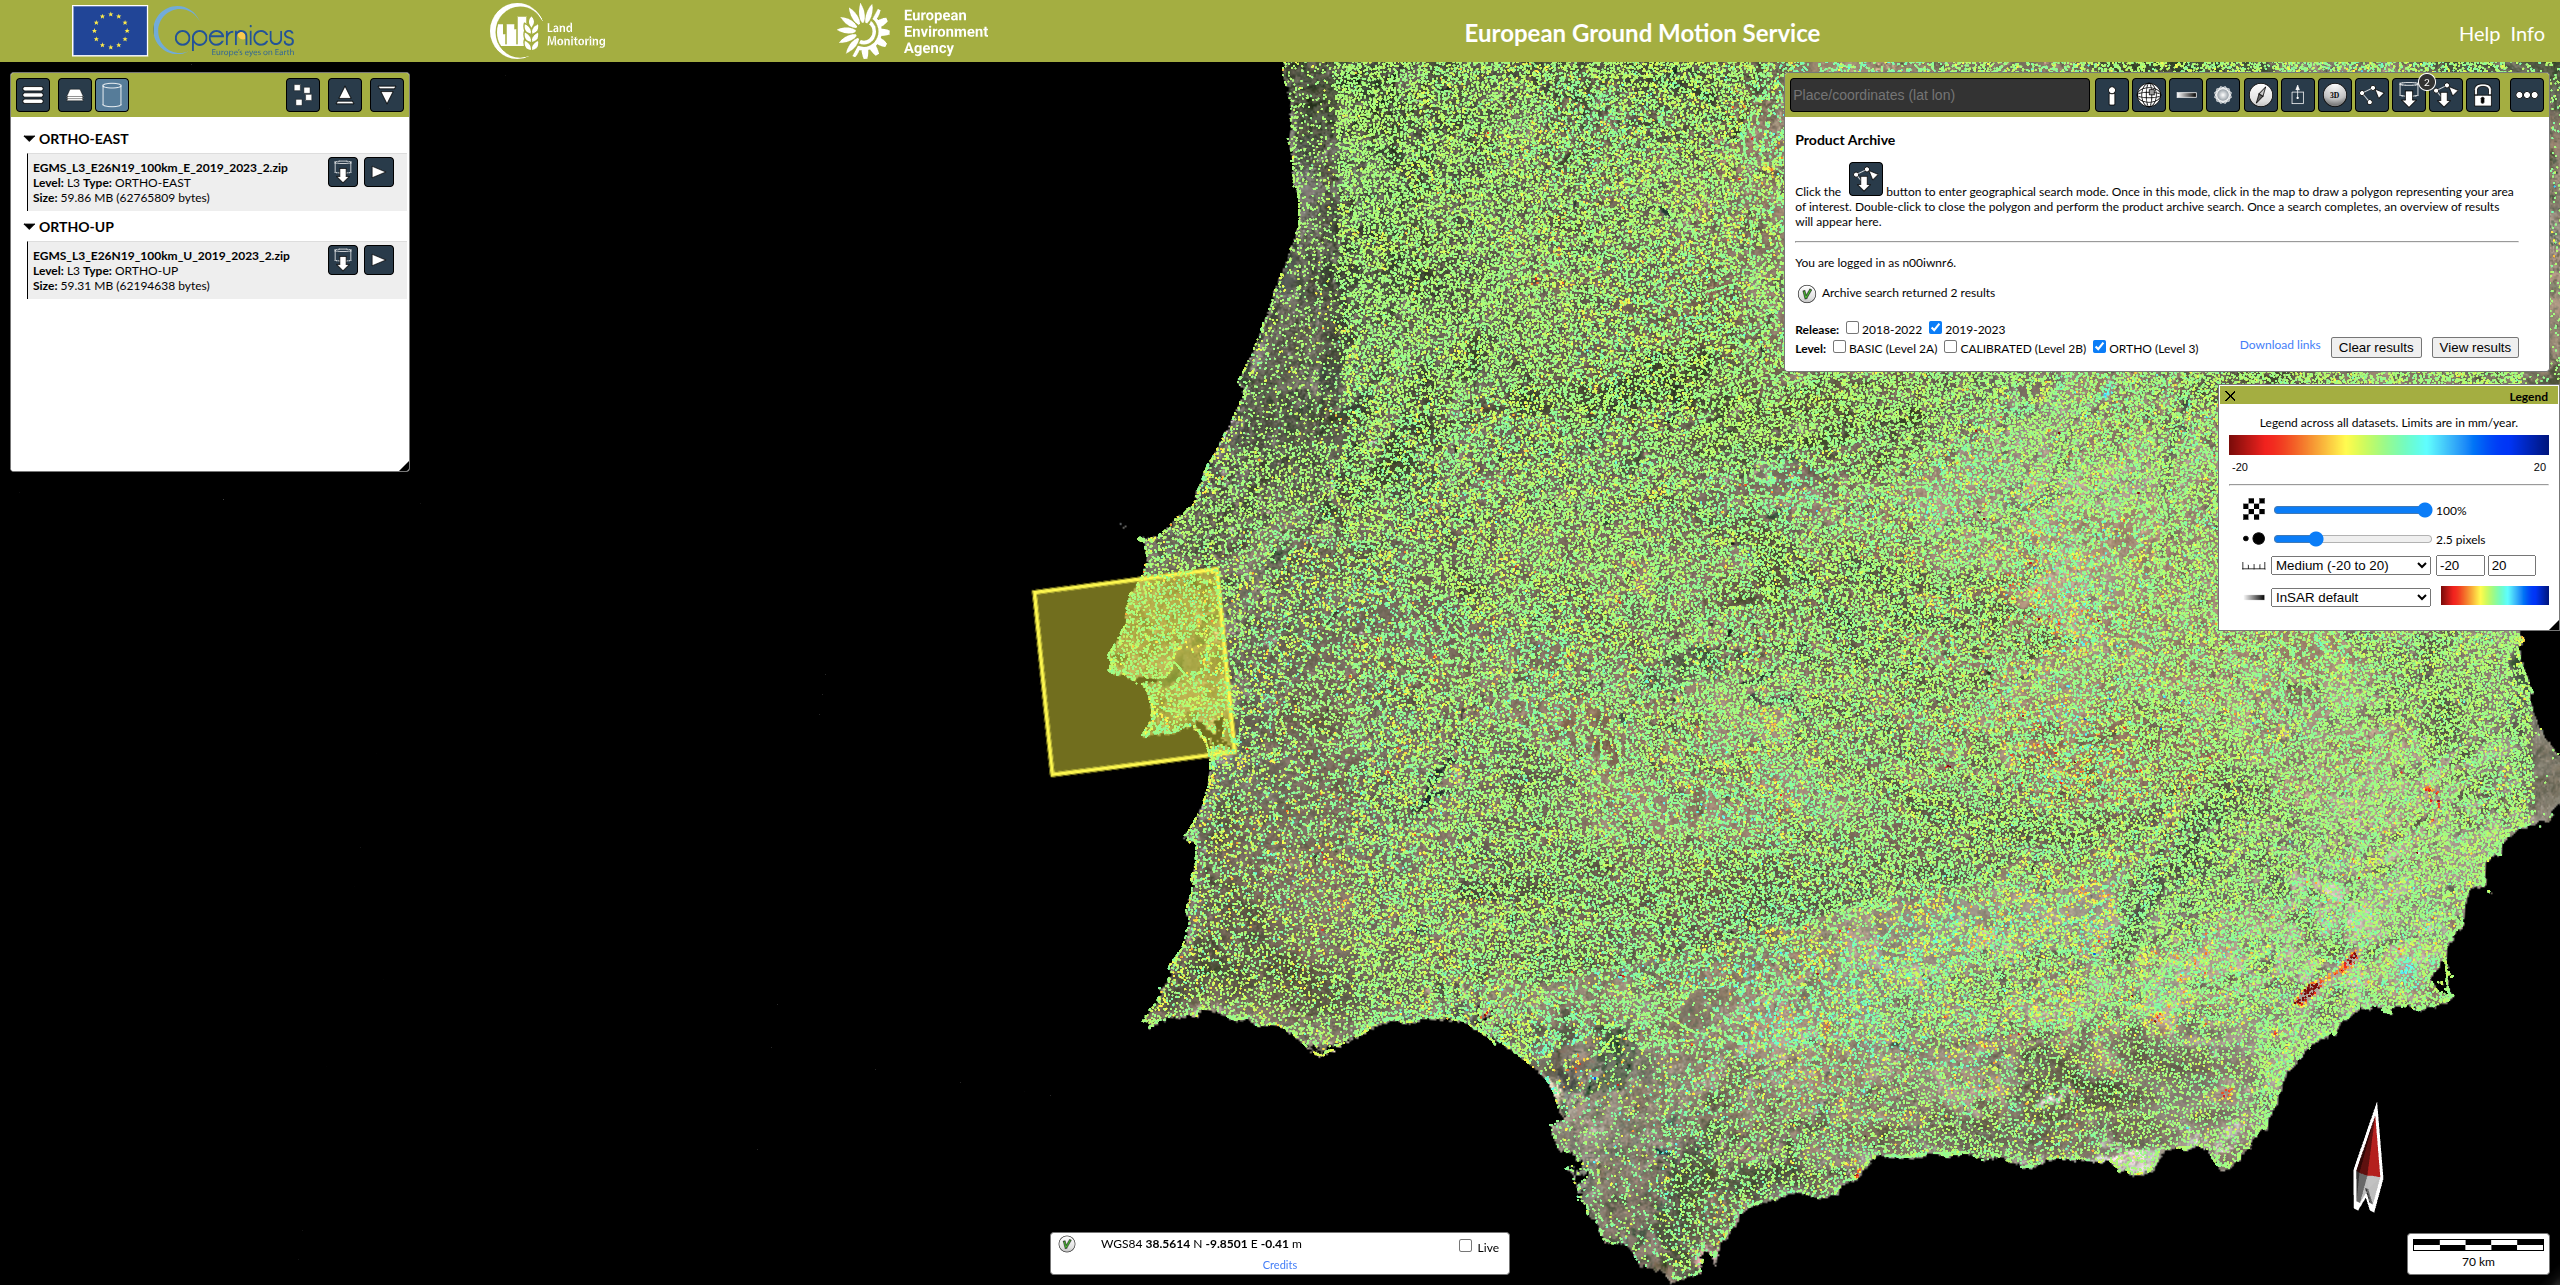 opernicus
Europe's eyes on Earth
Land
Monitoring
European
Environment
Agency
European Ground Motion Service
Help Info
ORTHO-EAST
EGMS_L3_E26N19_100km_E_2019_2023_2.zip
Level: L3 Type: ORTHO-EAST
Size: 59.86 MB (62765809 bytes)
ORTHO-UP
EGMS_L3_E26N19_100km_U_2019_2023_2.zip
Level: L3 Type: ORTHO-UP
Size: 59.31 MB (62194638 bytes)
Place/coordinates (lat lon)
3D
2
Product Archive
Click the button to enter geographical search mode. Once in this mode, click in the map to draw a polygon representing your area
of interest. Double-click to close the polygon and perform the product archive search. Once a search completes, an overview of results
will appear here.
You are logged in as n00iwnr6.
Archive search returned 2 results
Release: 2018-2022 2019-2023
Level: BASIC (Level 2A) CALIBRATED (Level 2B) ORTHO (Level 3)
Download links Clear results View results
Legend
Legend across all datasets. Limits are in mm/year.
-20 20
100%
2.5 pixels
Medium (-20 to 20) -20 20
InSAR default
WGS84 38.5614 N -9.8501 E -0.41 m
Live
Credits
70 km